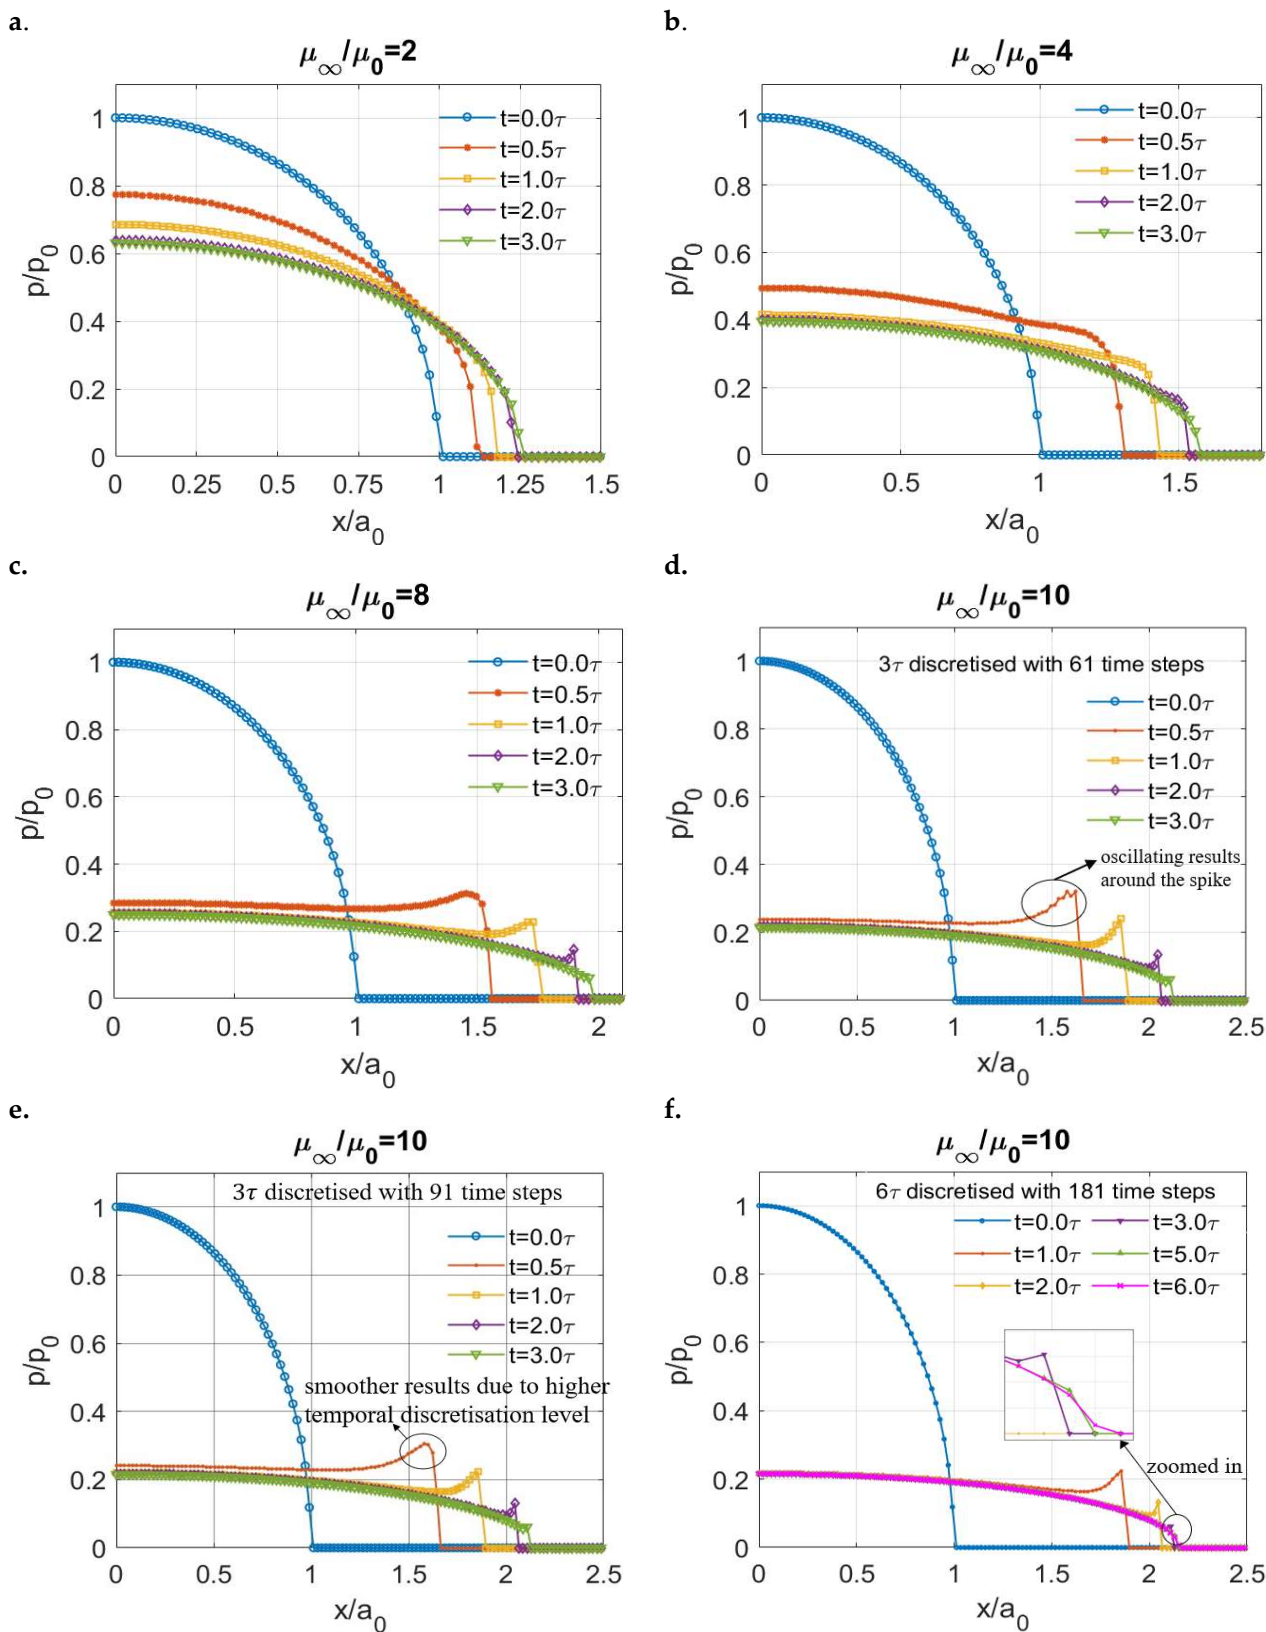 a.
μ∞/μ0=2
t=0.0τ
t=0.5τ
t=1.0τ
t=2.0τ
t=3.0τ
1
0.8
0.6
0.4
0.2
0
p/p0
0 0.25 0.5 0.75 1 1.25 1.5
x/a0
b.
μ∞/μ0=4
t=0.0τ
t=0.5τ
t=1.0τ
t=2.0τ
t=3.0τ
1
0.8
0.6
0.4
0.2
0
p/p0
0 0.5 1 1.5
x/a0
c.
μ∞/μ0=8
t=0.0τ
t=0.5τ
t=1.0τ
t=2.0τ
t=3.0τ
1
0.8
0.6
0.4
0.2
0
p/p0
0 0.5 1 1.5 2
x/a0
d.
μ∞/μ0=10
3τ discretised with 61 time steps
t=0.0τ
t=0.5τ
t=1.0τ
t=2.0τ
t=3.0τ
oscillating results
around the spike
1
0.8
0.6
0.4
0.2
0
p/p0
0 0.5 1 1.5 2 2.5
x/a0
e.
μ∞/μ0=10
3τ discretised with 91 time steps
t=0.0τ
t=0.5τ
t=1.0τ
t=2.0τ
t=3.0τ
smoother results due to higher
temporal discretisation level
1
0.8
0.6
0.4
0.2
0
p/p0
0 0.5 1 1.5 2 2.5
x/a0
f.
μ∞/μ0=10
6τ discretised with 181 time steps
t=0.0τ t=3.0τ
t=1.0τ t=5.0τ
t=2.0τ t=6.0τ
zoomed in
1
0.8
0.6
0.4
0.2
0
p/p0
0 0.5 1 1.5 2 2.5
x/a0